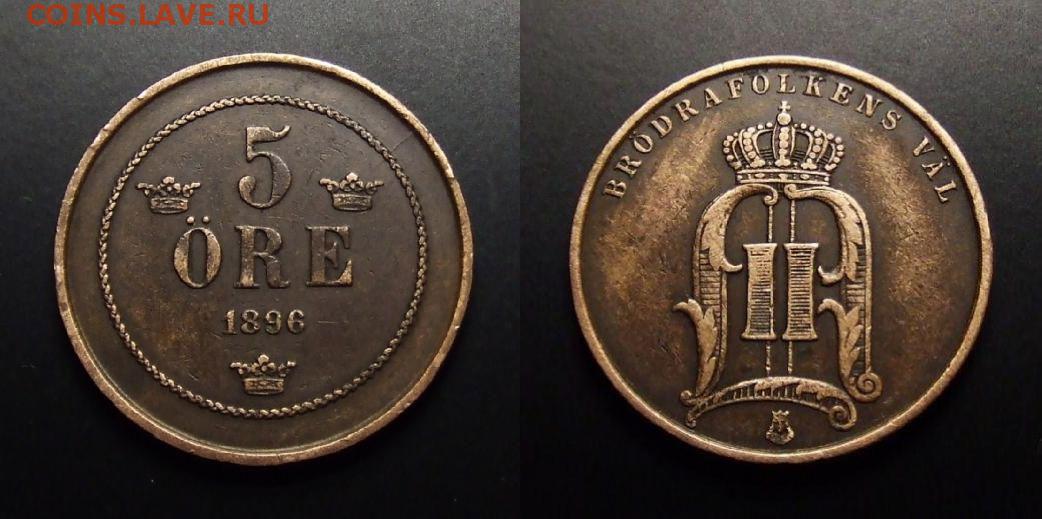 COINS.LAVE.RU
5
ÖRE
1896
BRÖDRAFOLKENS VÄL
II